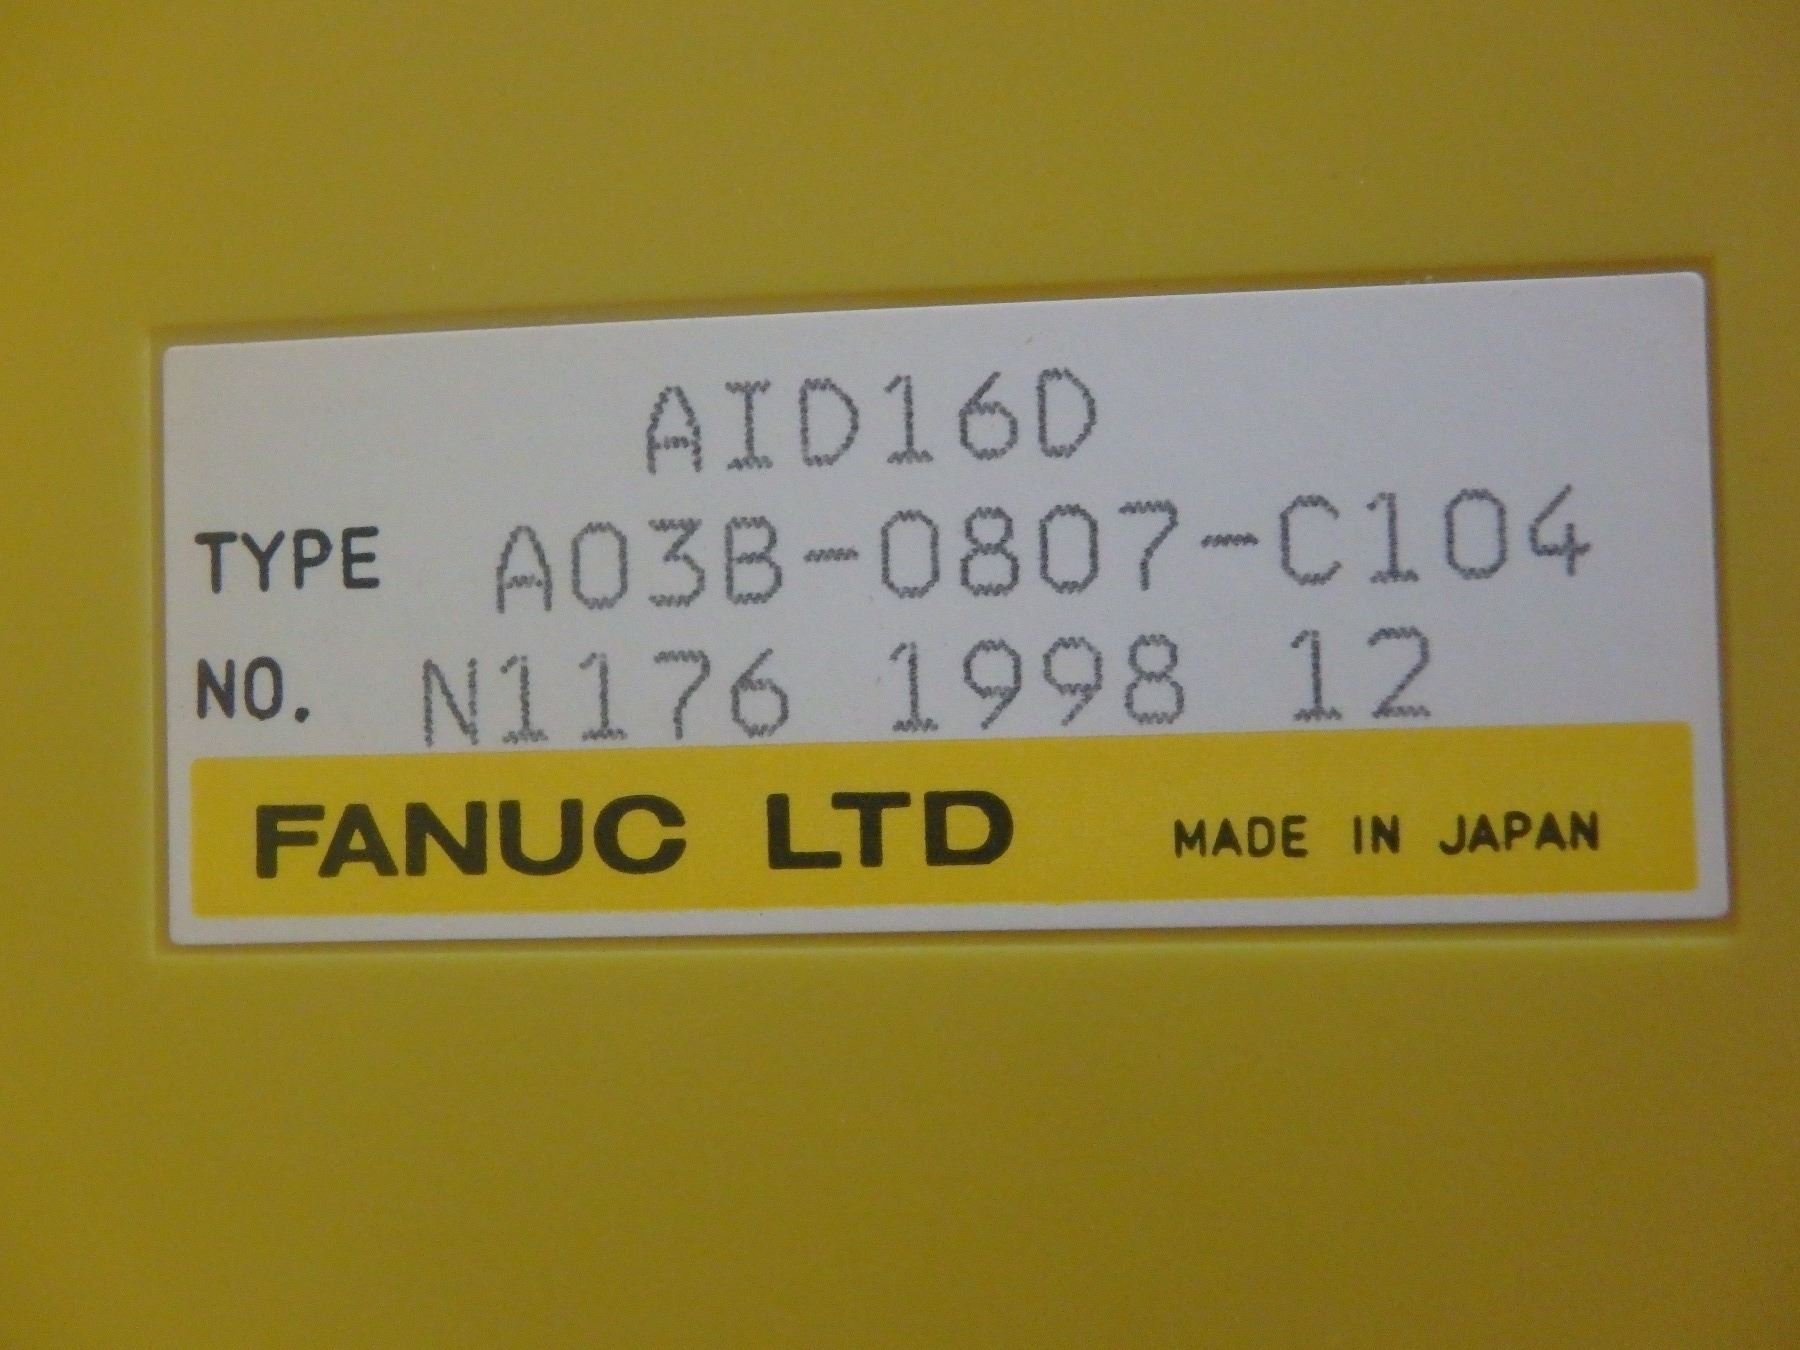 AID16D
TYPE A03B-0807-C104
NO. N1176 1998 12
FANUC LTD MADE IN JAPAN